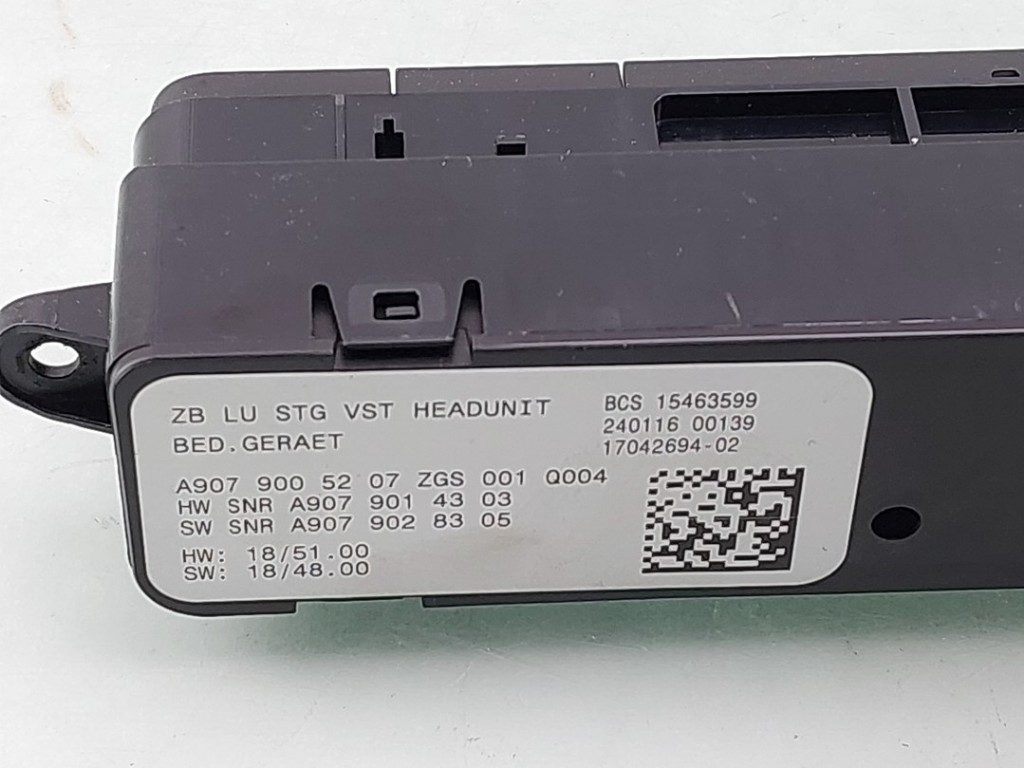 ZB LU STG VST HEADUNIT
BED.GERAET
BCS 15463599
240116 00139
17042694-02
A907 900 52 07 ZGS 001 Q004
HW SNR A907 901 43 03
SW SNR A907 902 83 05
HW: 18/51.00
SW: 18/48.00